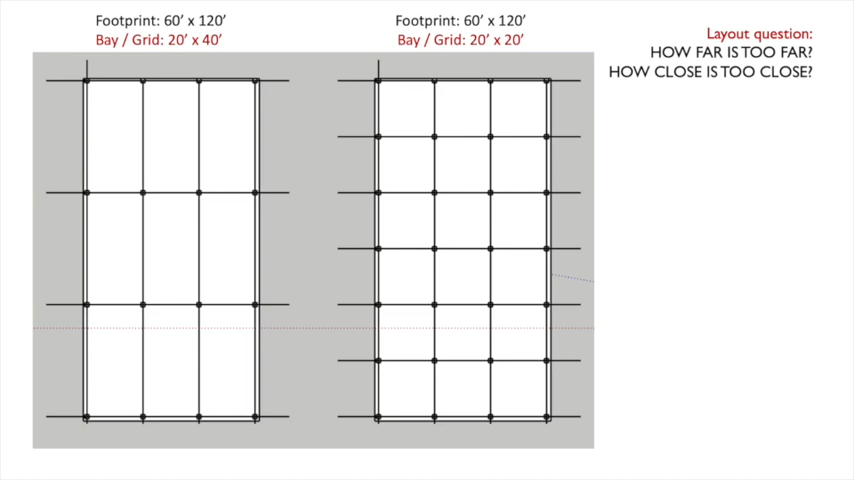 Footprint: 60’ x 120’
Bay / Grid: 20’ x 40’
Footprint: 60’ x 120’
Bay / Grid: 20’ x 20’
Layout question:
HOW FAR IS TOO FAR?
HOW CLOSE IS TOO CLOSE?